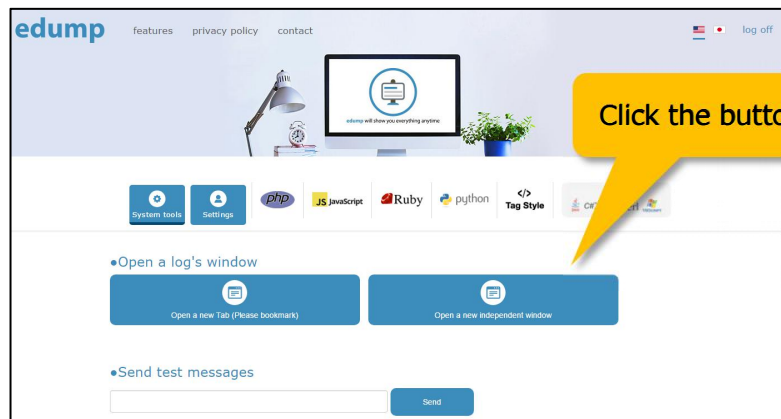 edump
features privacy policy contact
log off
edump will show you everything anytime
Click the butto
System tools
Settings
php
JS JavaScript
Ruby
python
</>
Tag Style
●Open a log's window
Open a new Tab (Please bookmark)
Open a new independent window
●Send test messages
Send